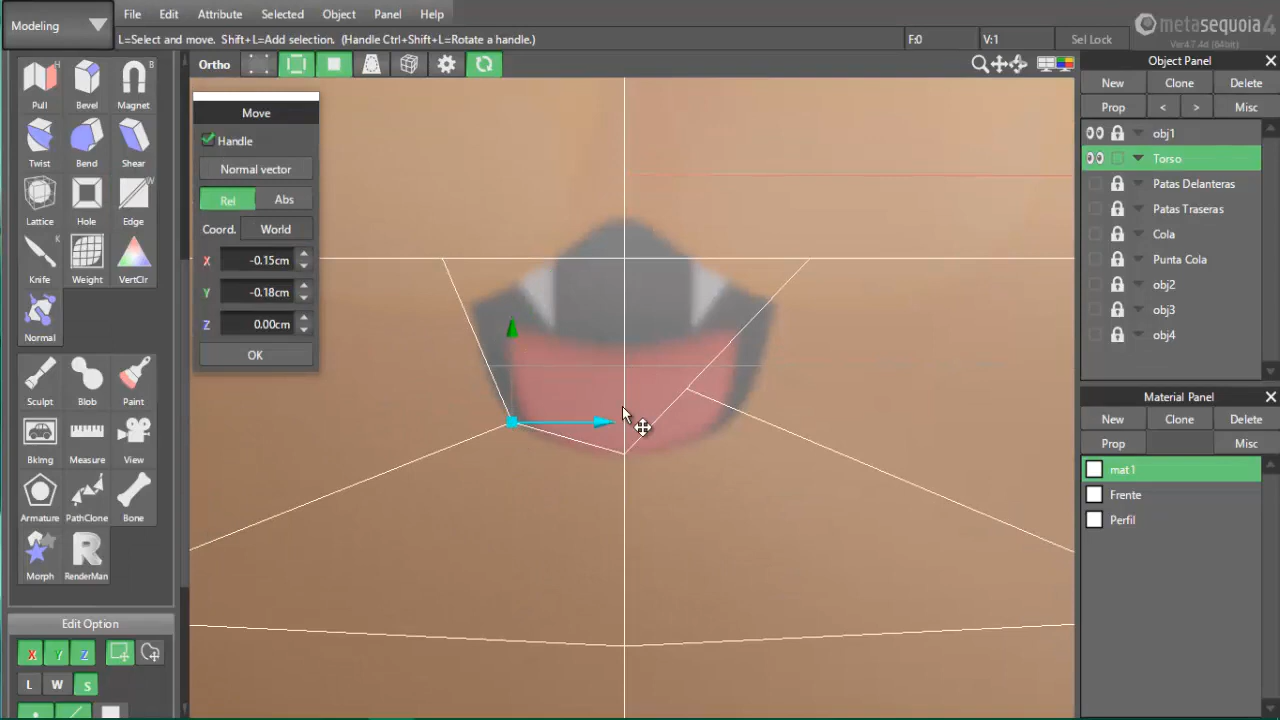 Modeling
File Edit Attribute Selected Object Panel Help
metasequoia 4
Ver4.7.4d (64bit)
L=Select and move. Shift+L=Add selection. (Handle Ctrl+Shift+L=Rotate a handle.)
F:0
V:1
Sel Lock
Ortho
H
Pull
Bevel
B
Magnet
Twist
Bend
Shear
Lattice
Hole
W
Edge
K
Knife
Weight
VertClr
Normal
Sculpt
Blob
Paint
BkImg
Measure
View
Armature
PathClone
Bone
Morph
RenderMan
Edit Option
X Y Z
L W S
Move
Handle
Normal vector
Rel Abs
Coord. World
X -0.15cm
Y -0.18cm
Z 0.00cm
OK
Object Panel X
New Clone Delete
Prop < > Misc
obj1
Torso
Patas Delanteras
Patas Traseras
Cola
Punta Cola
obj2
obj3
obj4
Material Panel X
New Clone Delete
Prop Misc
mat1
Frente
Perfil